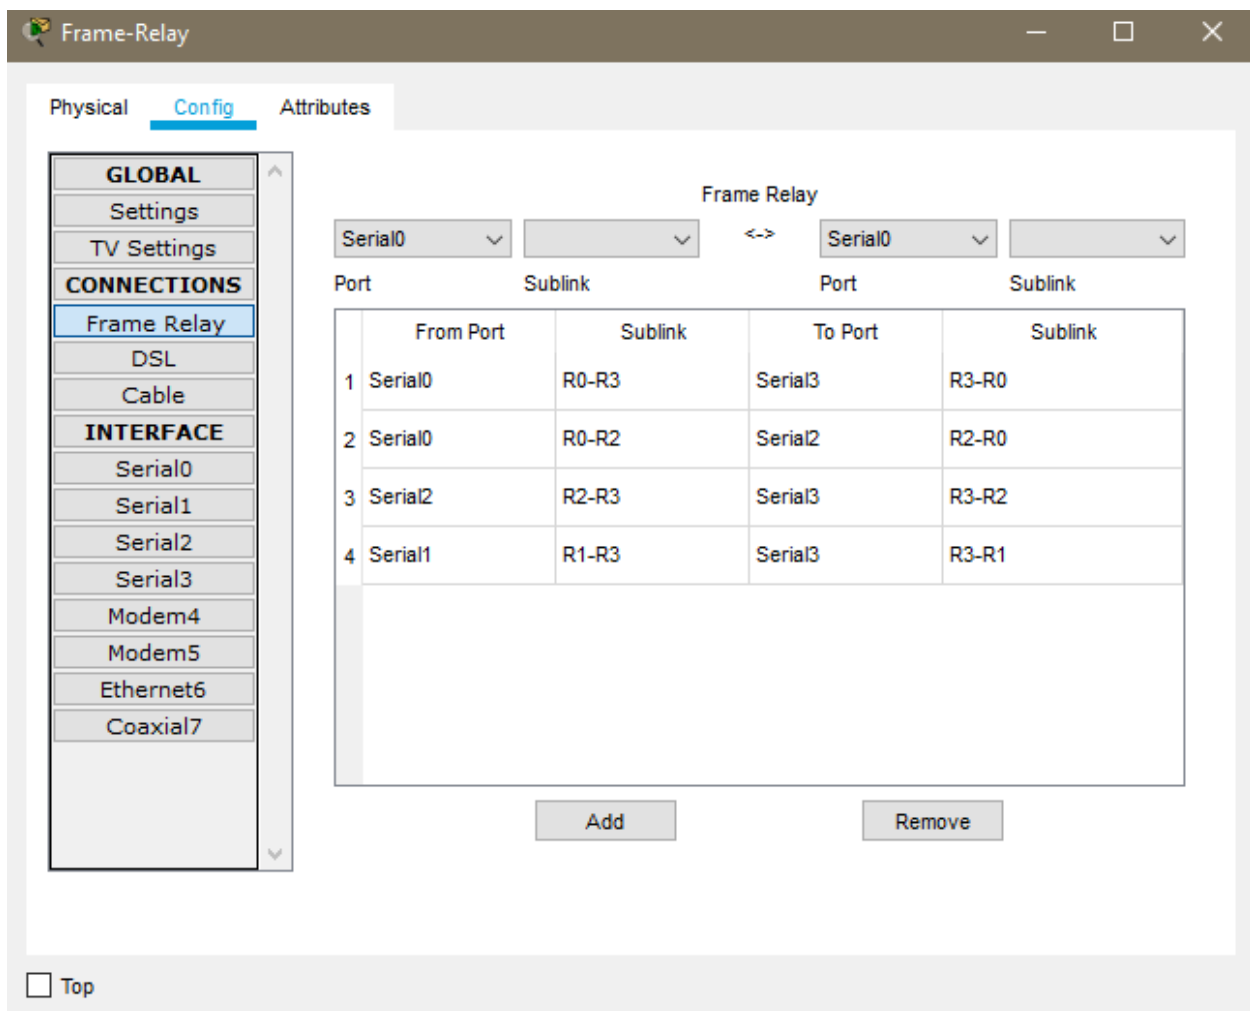 Frame-Relay
Physical Config Attributes
GLOBAL
Settings
TV Settings
CONNECTIONS
Frame Relay
DSL
Cable
INTERFACE
Serial0
Serial1
Serial2
Serial3
Modem4
Modem5
Ethernet6
Coaxial7
Frame Relay
Serial0 <-> Serial0
Port Sublink Port Sublink
From Port Sublink To Port Sublink
1 Serial0 R0-R3 Serial3 R3-R0
2 Serial0 R0-R2 Serial2 R2-R0
3 Serial2 R2-R3 Serial3 R3-R2
4 Serial1 R1-R3 Serial3 R3-R1
Add Remove
Top